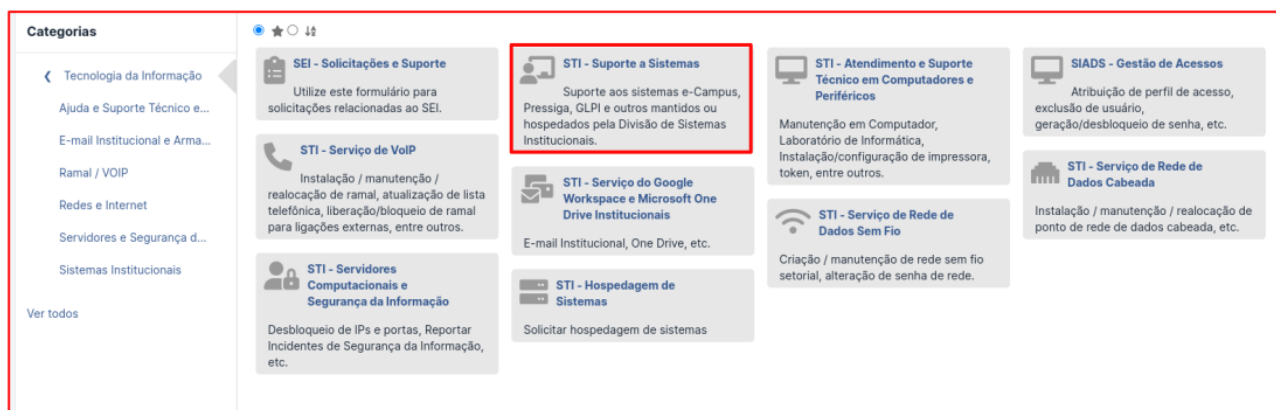 Categorias
Tecnologia da Informação
Ajuda e Suporte Técnico e...
E-mail Institucional e Arma...
Ramal / VOIP
Redes e Internet
Servidores e Segurança d...
Sistemas Institucionais
Ver todos
SEI - Solicitações e Suporte
Utilize este formulário para
solicitações relacionadas ao SEI.
STI - Serviço de VoIP
Instalação / manutenção /
realocação de ramal, atualização de lista
telefônica, liberação/bloqueio de ramal
para ligações externas, entre outros.
STI - Servidores
Computacionais e
Segurança da Informação
Desbloqueio de IPs e portas, Reportar
Incidentes de Segurança da Informação,
etc.
STI - Suporte a Sistemas
Suporte aos sistemas e-Campus,
Pressiga, GLPI e outros mantidos ou
hospedados pela Divisão de Sistemas
Institucionais.
STI - Serviço do Google
Workspace e Microsoft One
Drive Institucionais
E-mail Institucional, One Drive, etc.
STI - Hospedagem de
Sistemas
Solicitar hospedagem de sistemas
STI - Atendimento e Suporte
Técnico em Computadores e
Periféricos
Manutenção em Computador,
Laboratório de Informática,
Instalação/configuração de impressora,
token, entre outros.
STI - Serviço de Rede de
Dados Sem Fio
Criação / manutenção de rede sem fio
setorial, alteração de senha de rede.
SIADS - Gestão de Acessos
Atribuição de perfil de acesso,
exclusão de usuário,
geração/desbloqueio de senha, etc.
STI - Serviço de Rede de
Dados Cabeada
Instalação / manutenção / realocação de
ponto de rede de dados cabeada, etc.